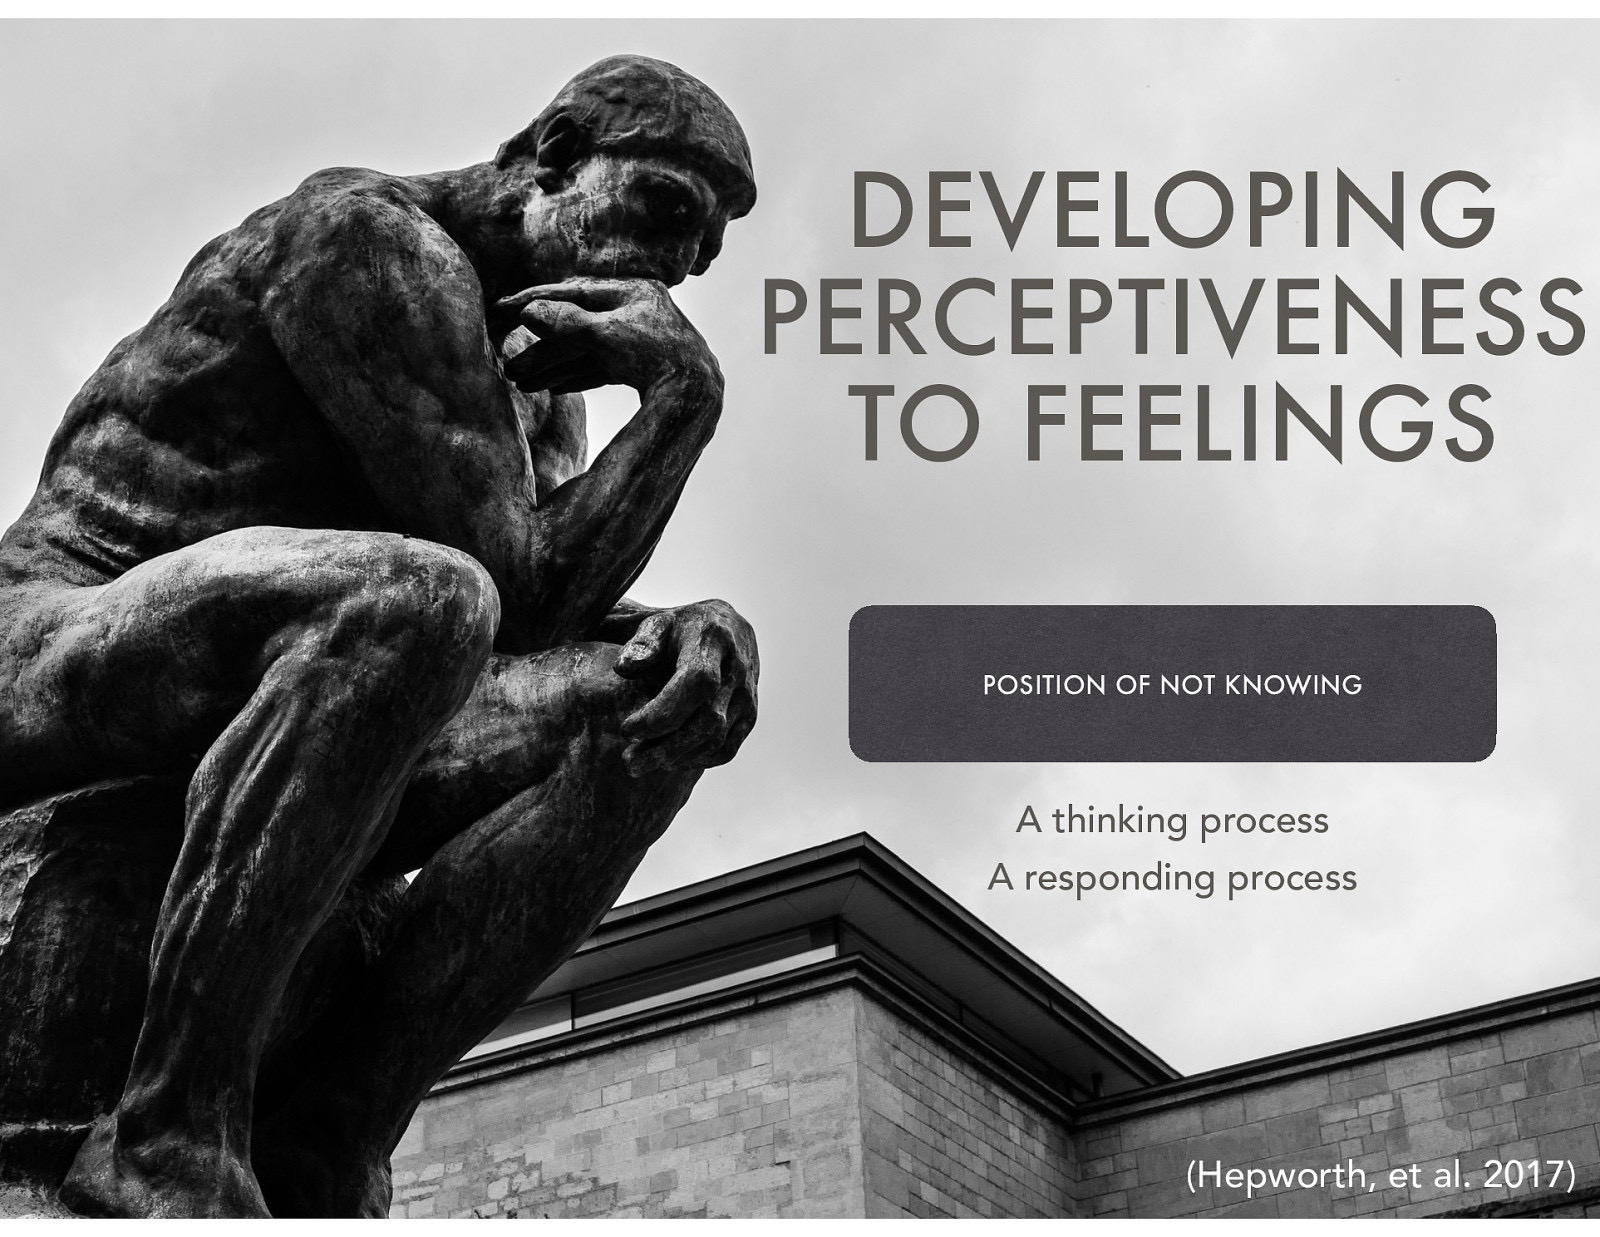 DEVELOPING
PERCEPTIVENESS
TO FEELINGS
POSITION OF NOT KNOWING
A thinking process
A responding process
(Hepworth, et al. 2017)